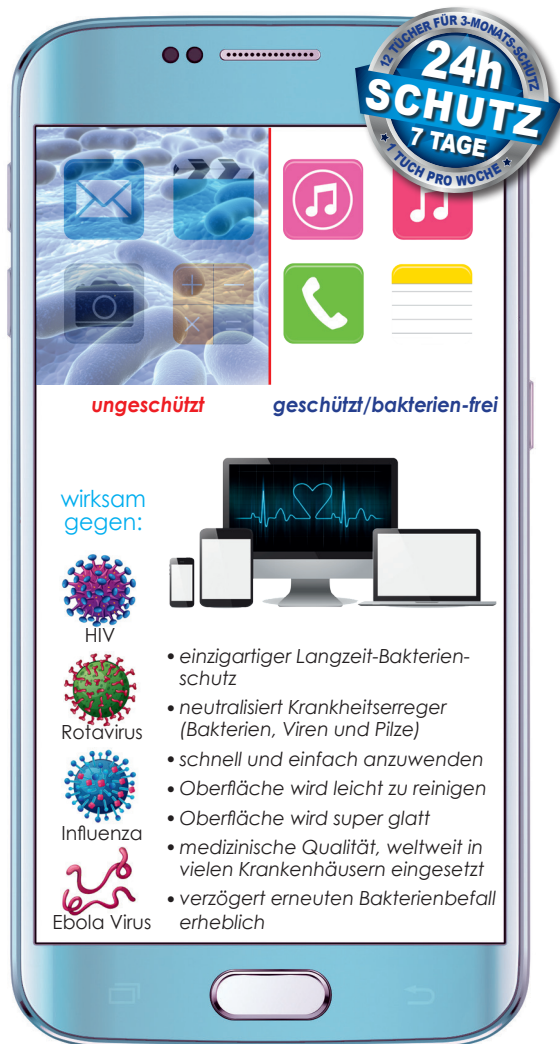 12 TÜCHER FÜR 3-MONATS-SCHUTZ
24h
SCHUTZ
7 TAGE
1 TUCH PRO WOCHE
ungeschützt
geschützt/bakterien-frei
wirksam
gegen:
HIV
Rotavirus
Influenza
Ebola Virus
• einzigartiger Langzeit-Bakterien-
schutz
• neutralisiert Krankheitserreger
(Bakterien, Viren und Pilze)
• schnell und einfach anzuwenden
• Oberfläche wird leicht zu reinigen
• Oberfläche wird super glatt
• medizinische Qualität, weltweit in
vielen Krankenhäusern eingesetzt
• verzögert erneuten Bakterienbefall
erheblich